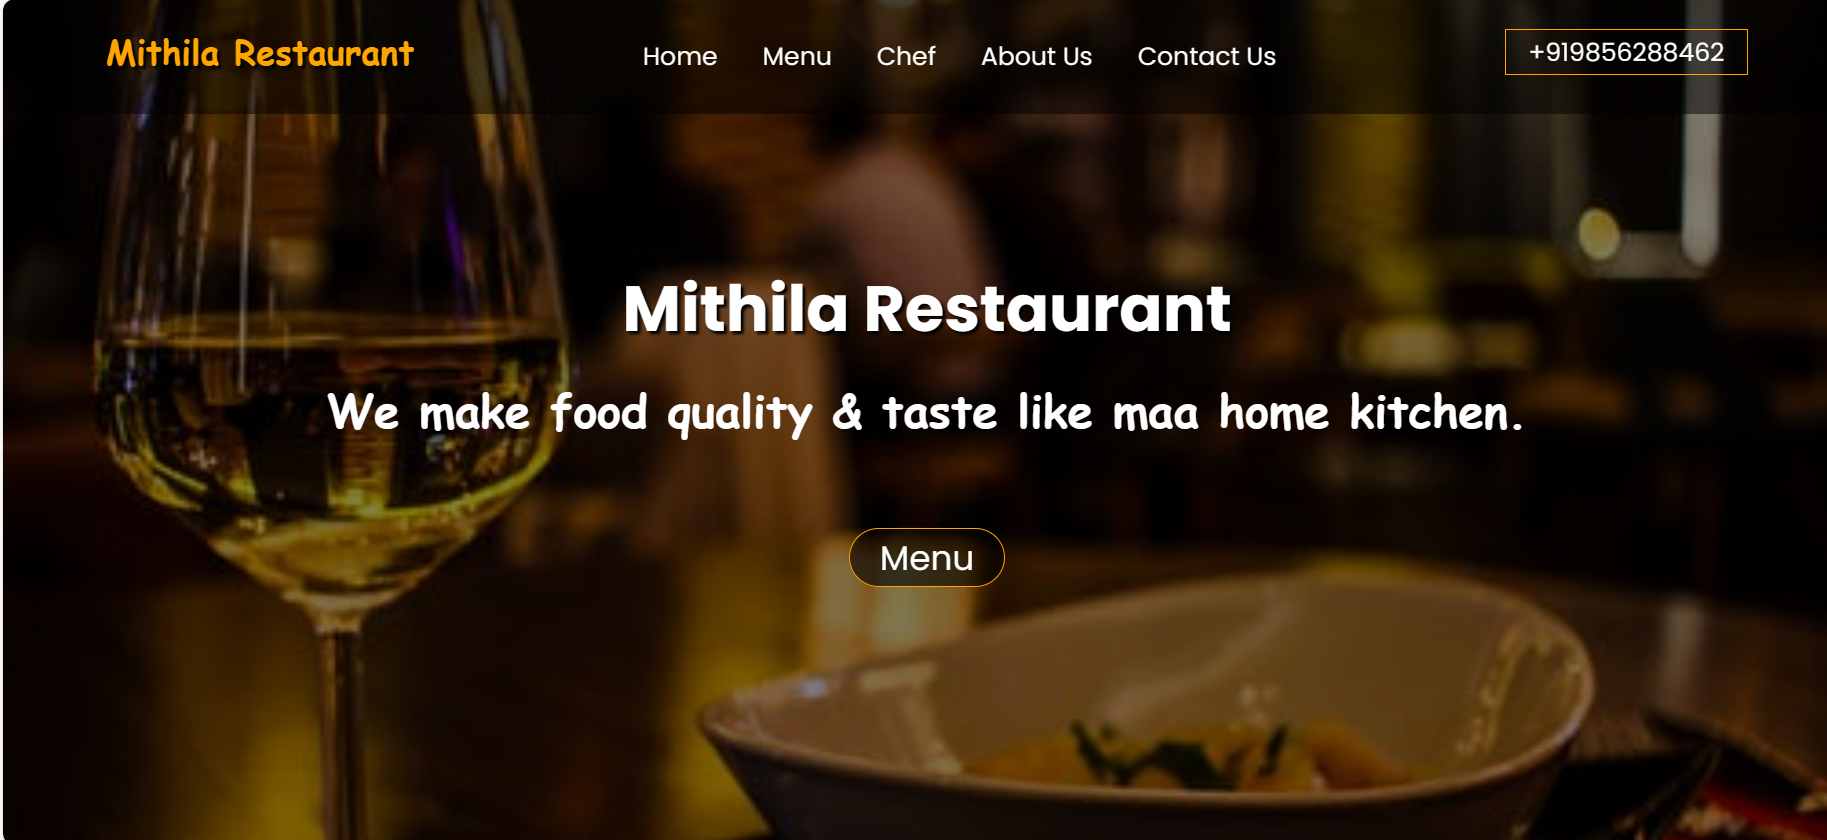 Mithila Restaurant
Home Menu Chef About Us Contact Us
+919856288462
Mithila Restaurant
We make food quality & taste like maa home kitchen.
Menu